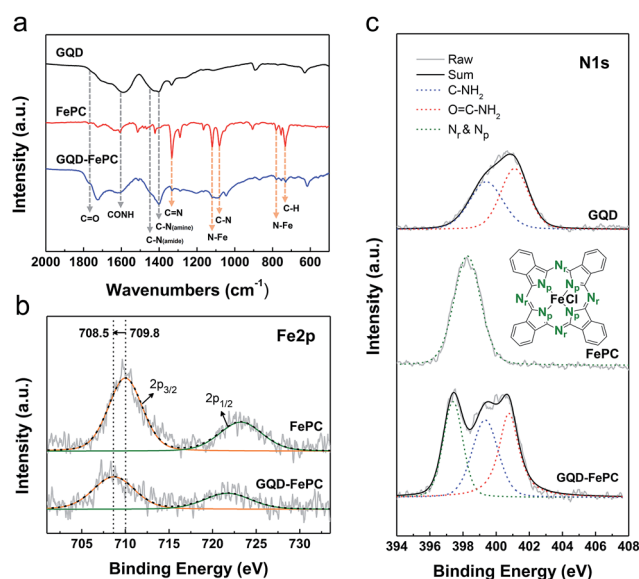 a
GQD
FePC
GQD-FePC
C=O
CONH
C-N(amide)
C-N(amine)
C=N
N-Fe
C-N
N-Fe
C-H
Intensity (a.u.)
2000 1800 1600 1400 1200 1000 800 600
Wavenumbers (cm-1)
b
708.5 709.8
Fe2p
2p3/2
2p1/2
FePC
GQD-FePC
Intensity (a.u.)
705 710 715 720 725 730
Binding Energy (eV)
c
N1s
Raw
Sum
C-NH2
O=C-NH2
Nr & Np
GQD
Nr
Np Np
Nr FeCl Nr
Np Np
Nr
FePC
GQD-FePC
Intensity (a.u.)
394 396 398 400 402 404 406 408
Binding Energy (eV)